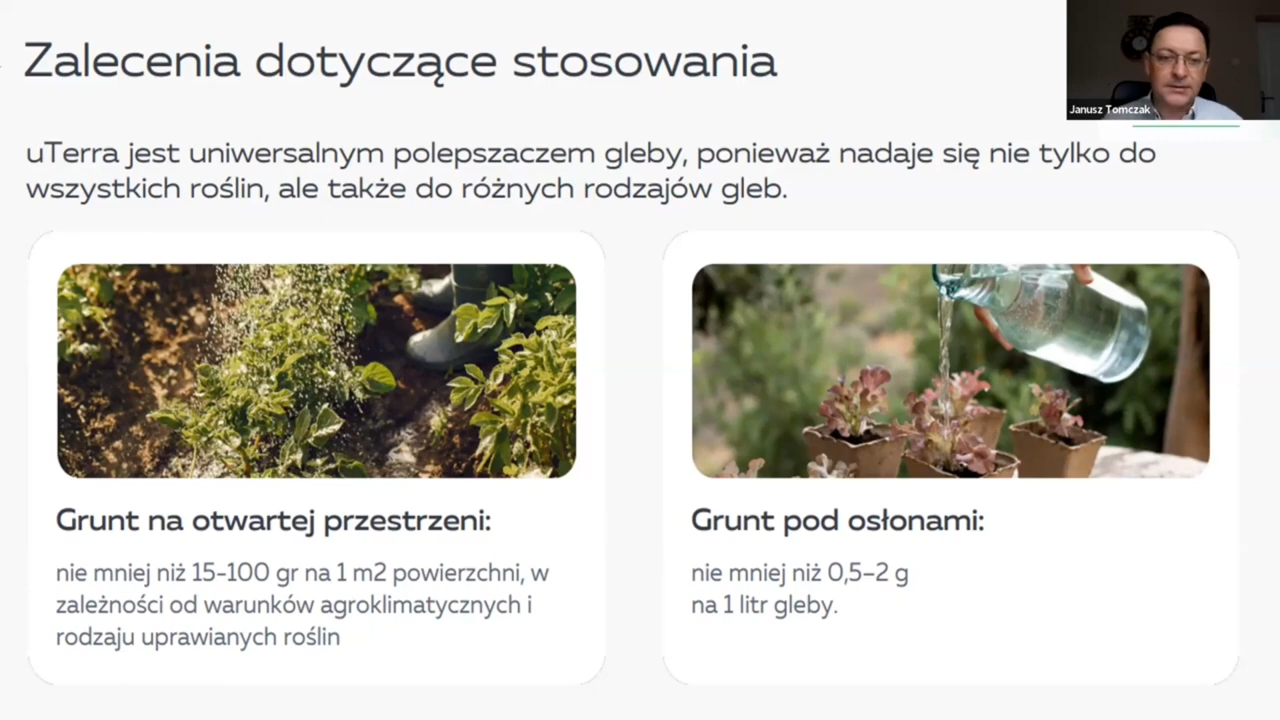 Zalecenia dotyczące stosowania
Janusz Tomczak
uTerra jest uniwersalnym polepszaczem gleby, ponieważ nadaje się nie tylko do
wszystkich roślin, ale także do różnych rodzajów gleb.
Grunt na otwartej przestrzeni:
nie mniej niż 15-100 gr na 1 m2 powierzchni, w
zależności od warunków agroklimatycznych i
rodzaju uprawianych roślin
Grunt pod osłonami:
nie mniej niż 0,5–2 g
na 1 litr gleby.